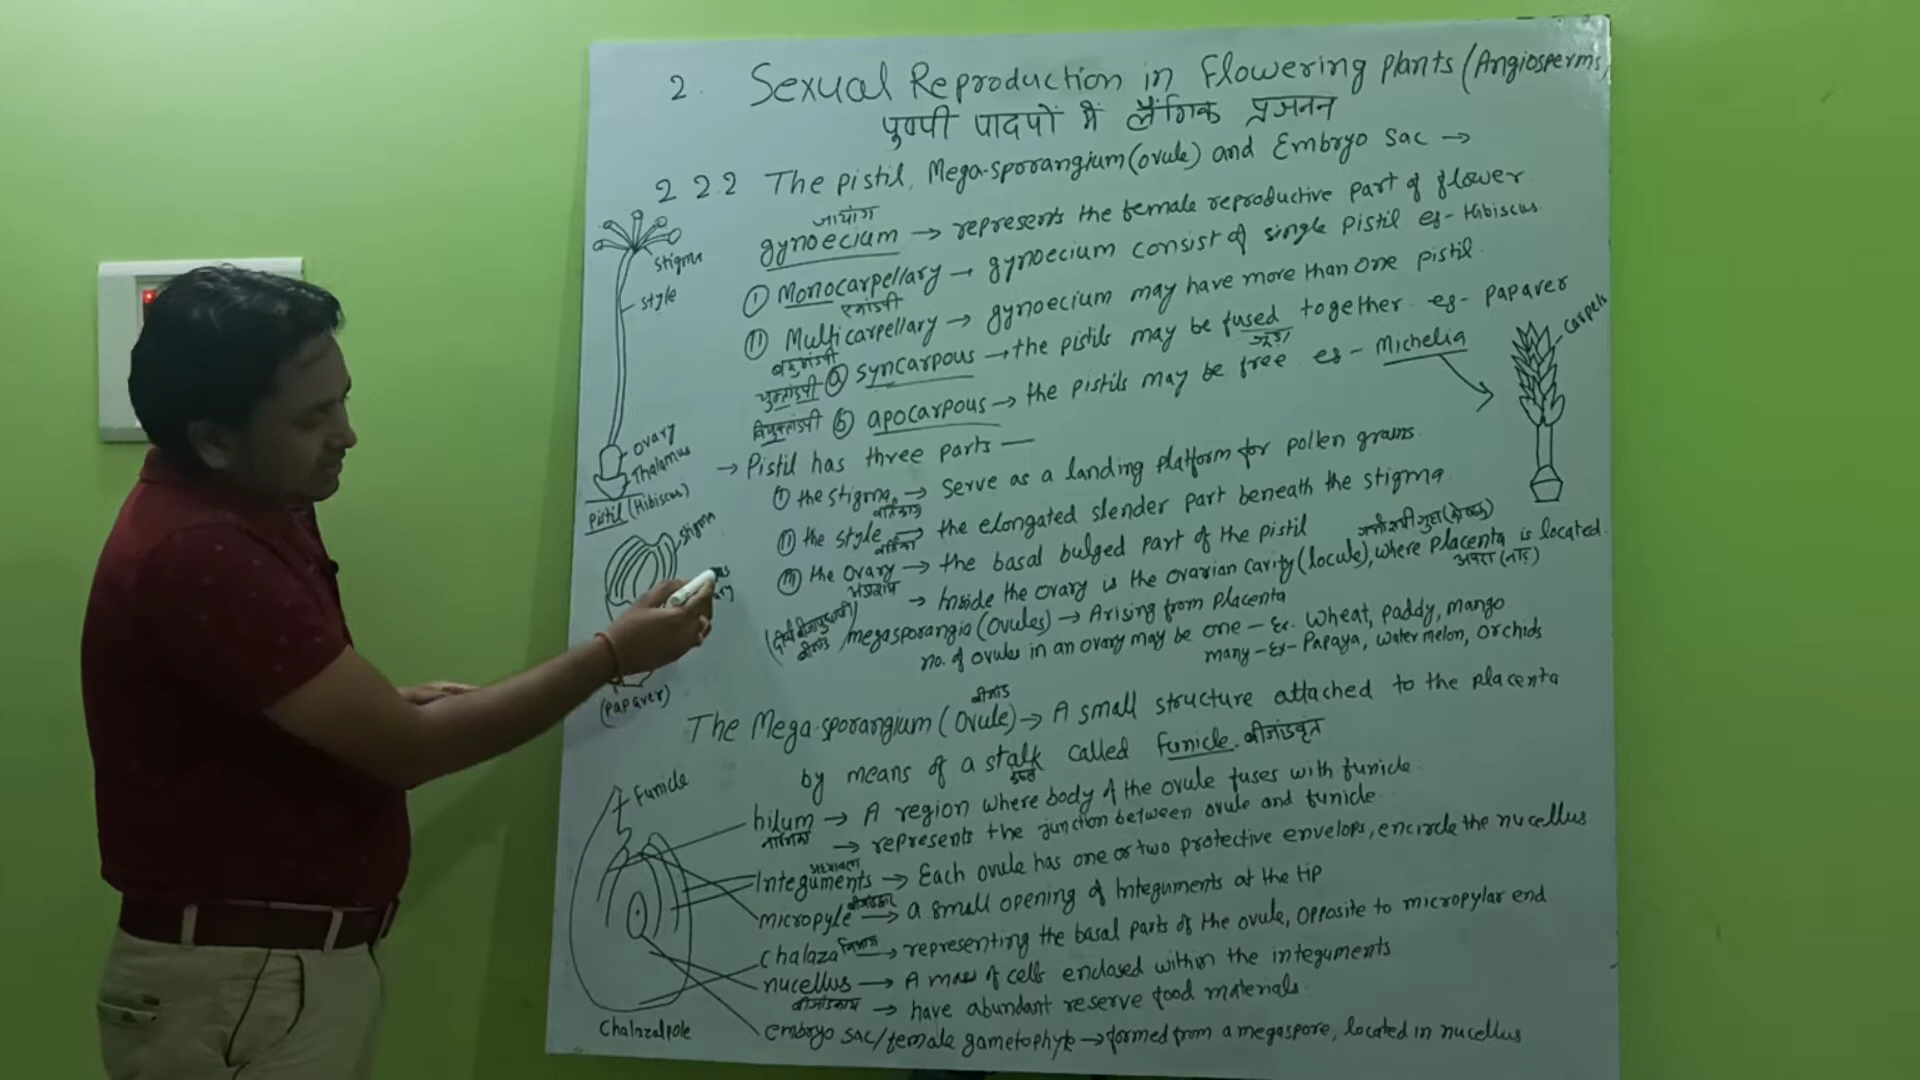 2. Sexual Reproduction in Flowering Plants (Angiosperms)
पुष्पी पादपों में लैंगिक प्रजनन
2.2.2 The Pistil, Mega-sporangium (ovule) and Embryo sac →
जायांग
gynoecium → represents the female reproductive part of flower
① Monocarpellary → gynoecium consist of single Pistil eg- Hibiscus
एकांडपी
② Multicarpellary → gynoecium may have more than one pistil
बहुअंडपी
युक्तांडपी ⓐ syncarpous → the pistils may be fused together eg- Papaver
वियुक्तांडपी ⓑ apocarpous → the pistils may be free eg- Michelia
carpels
→ Pistil has three parts —
① the stigma → Serve as a landing platform for pollen grains
② the style → the elongated slender part beneath the stigma
③ the Ovary → the basal bulged part of the pistil
अंडाशय
→ Inside the ovary is the ovarian cavity (locule), where placenta is located
megasporangia (ovules) → Arising from placenta
no. of ovules in an ovary may be one - Ex. Wheat, paddy, mango
many - Ex- Papaya, water melon, orchids
stigma
style
ovary
Thalamus
Pistil (Hibiscus)
stigma
(Papaver)
बीजांड
The Mega-sporangium (Ovule) → A small structure attached to the placenta
by means of a stalk called funicle. बीजांडवृंत
Funicle
hilum → A region where body of the ovule fuses with funicle
नाभिका
→ represents the junction between ovule and funicle
Integuments → Each ovule has one or two protective envelops, encircle the nucellus
micropyle → a small opening of Integuments at the tip
chalaza → representing the basal parts of the ovule, opposite to micropylar end
nucellus → A mass of cells enclosed within the integuments
बीजांडकाय → have abundant reserve food materials
embryo sac/female gametophyte → formed from a megaspore, located in nucellus
Chalazalpole